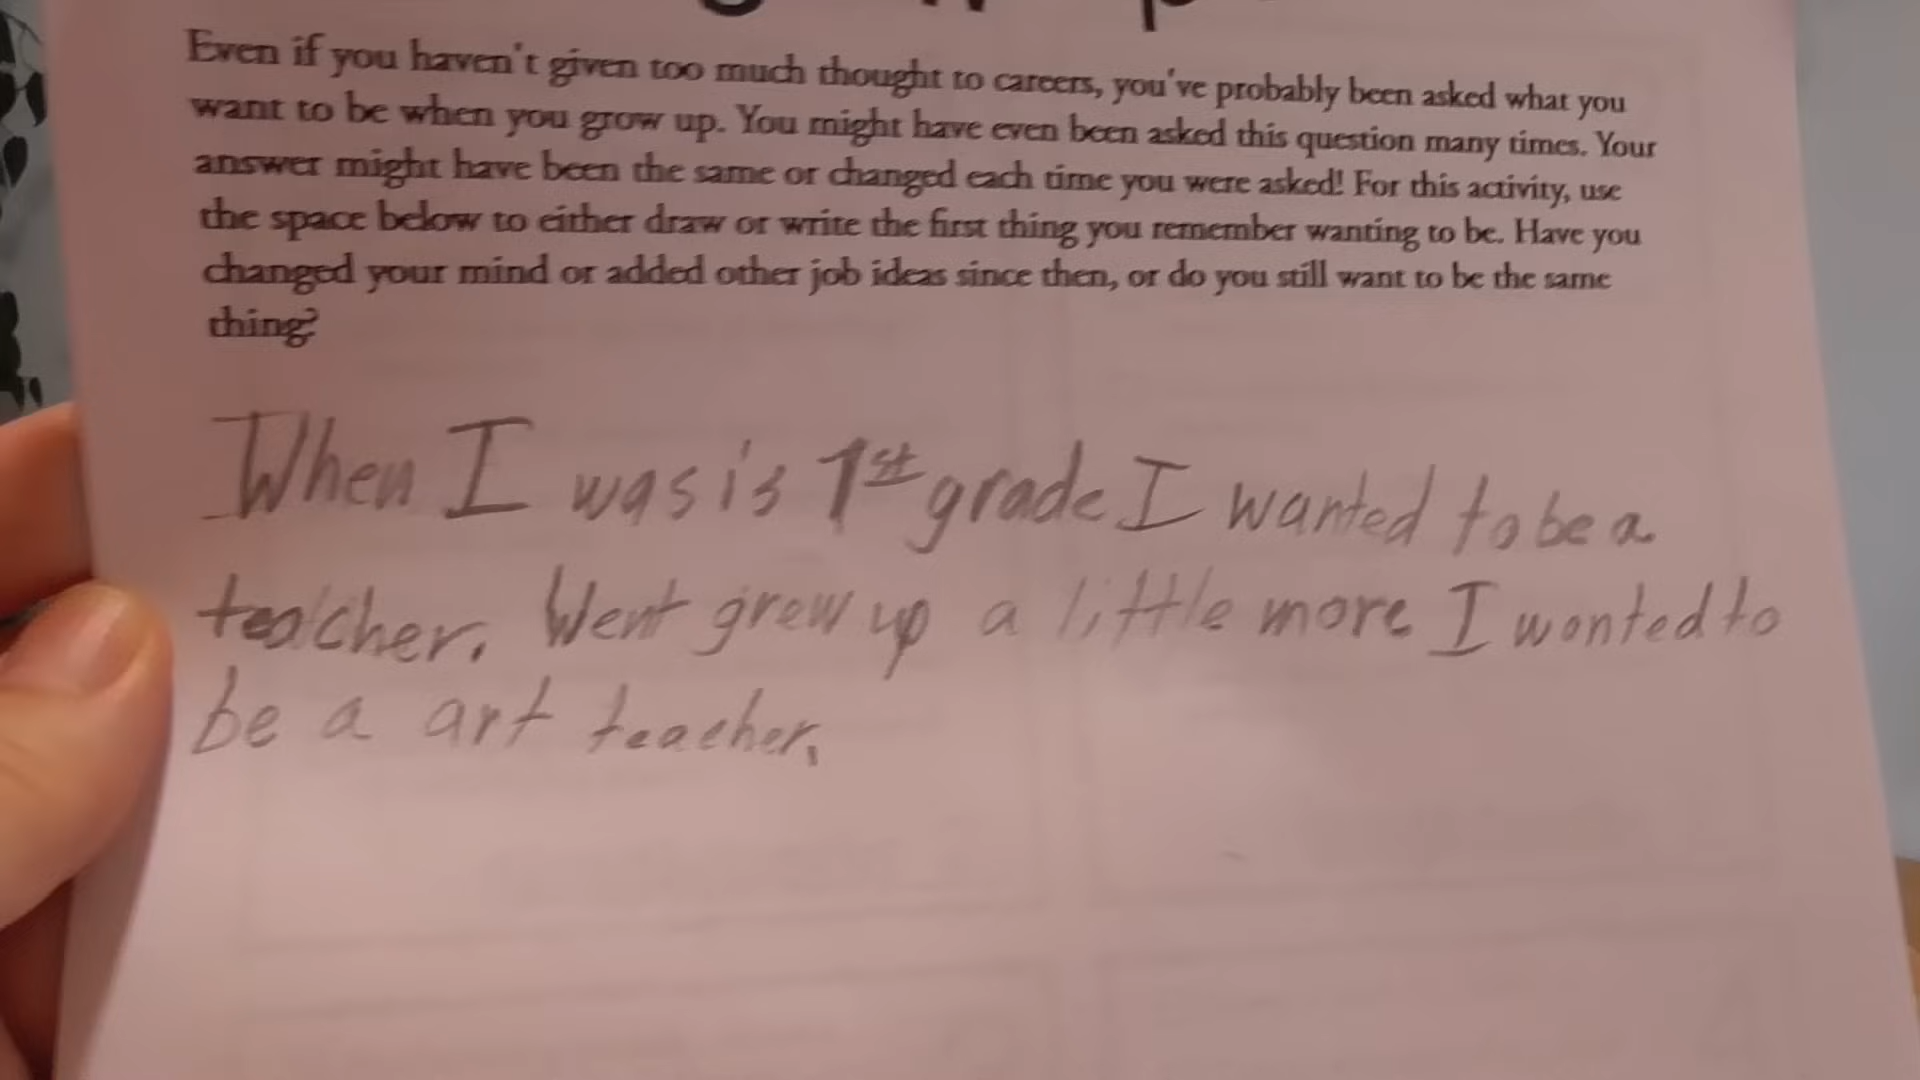 Even if you haven't given too much thought to careers, you've probably been asked what you
want to be when you grow up. You might have even been asked this question many times. Your
answer might have been the same or changed each time you were asked! For this activity, use
the space below to either draw or write the first thing you remember wanting to be. Have you
changed your mind or added other job ideas since then, or do you still want to be the same
thing?
When I was is 1st grade I wanted to be a
teacher. Went grew up a little more I wonted to
be a art teacher.